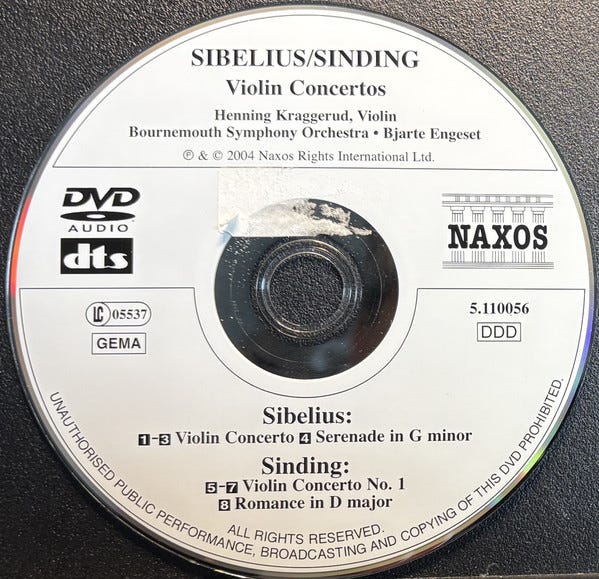 SIBELIUS/SINDING
Violin Concertos
Henning Kraggerud, Violin
Bournemouth Symphony Orchestra • Bjarte Engeset
℗ & © 2004 Naxos Rights International Ltd.
DVD
AUDIO
dts
NAXOS
LC 05537
GEMA
5.110056
DDD
Sibelius:
1-3 Violin Concerto 4 Serenade in G minor
Sinding:
5-7 Violin Concerto No. 1
8 Romance in D major
ALL RIGHTS RESERVED.
UNAUTHORISED PUBLIC PERFORMANCE, BROADCASTING AND COPYING OF THIS DVD PROHIBITED.